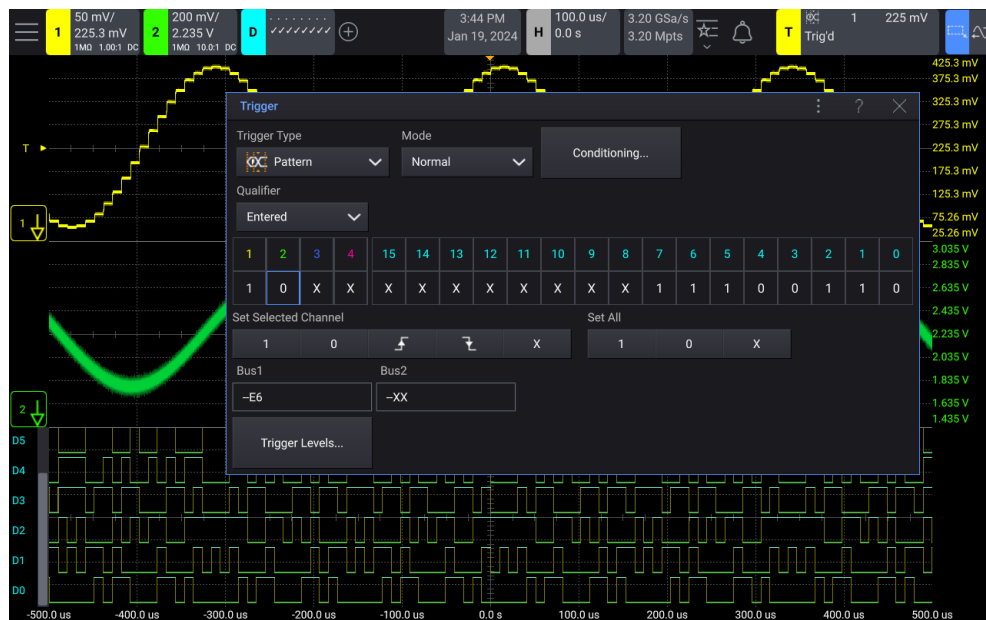 1 50 mV/ 225.3 mV 1MΩ 1.00:1 DC
2 200 mV/ 2.235 V 1MΩ 10.0:1 DC
D
3:44 PM
Jan 19, 2024
H 100.0 us/ 0.0 s
3.20 GSa/s
3.20 Mpts
T Trig'd 1 225 mV
425.3 mV
375.3 mV
325.3 mV
275.3 mV
225.3 mV
175.3 mV
125.3 mV
75.26 mV
25.26 mV
3.035 V
2.835 V
2.635 V
2.435 V
2.235 V
2.035 V
1.835 V
1.635 V
1.435 V
T
1
2
Trigger
?
Trigger Type
Mode
Pattern
Normal
Conditioning...
Qualifier
Entered
1 2 3 4 15 14 13 12 11 10 9 8 7 6 5 4 3 2 1 0
1 0 X X X X X X X X X X 1 1 1 0 0 1 1 0
Set Selected Channel
Set All
1 0 X
1 0 X
Bus1
Bus2
--E6
--XX
Trigger Levels...
D5
D4
D3
D2
D1
D0
-500.0 us -400.0 us -300.0 us -200.0 us -100.0 us 0.0 s 100.0 us 200.0 us 300.0 us 400.0 us 500.0 us